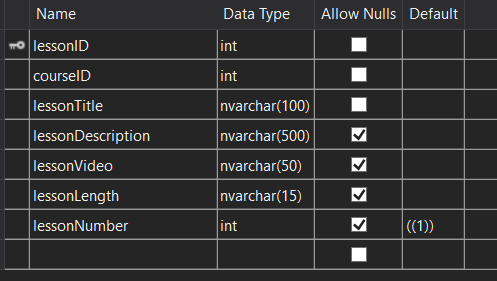 Name Data Type Allow Nulls Default
lessonID int
courseID int
lessonTitle nvarchar(100)
lessonDescription nvarchar(500)
lessonVideo nvarchar(50)
lessonLength nvarchar(15)
lessonNumber int ((1))